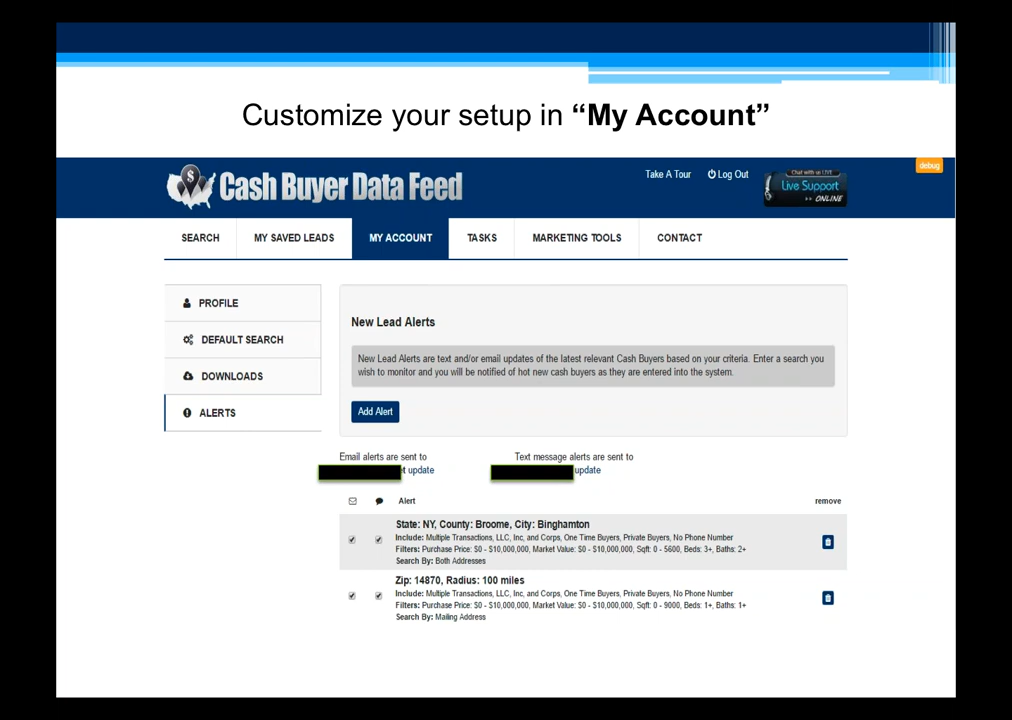 Customize your setup in “My Account”
debug
$ Cash Buyer Data Feed
Take A Tour Log Out
Chat with us LIVE
Live Support
>> ONLINE
SEARCH MY SAVED LEADS MY ACCOUNT TASKS MARKETING TOOLS CONTACT
PROFILE
DEFAULT SEARCH
DOWNLOADS
ALERTS
New Lead Alerts
New Lead Alerts are text and/or email updates of the latest relevant Cash Buyers based on your criteria. Enter a search you
wish to monitor and you will be notified of hot new cash buyers as they are entered into the system.
Add Alert
Email alerts are sent to
update
Text message alerts are sent to
update
Alert remove
State: NY, County: Broome, City: Binghamton
Include: Multiple Transactions, LLC, Inc, and Corps, One Time Buyers, Private Buyers, No Phone Number
Filters: Purchase Price: $0 - $10,000,000, Market Value: $0 - $10,000,000, Sqft: 0 - 5600, Beds: 3+, Baths: 2+
Search By: Both Addresses
Zip: 14870, Radius: 100 miles
Include: Multiple Transactions, LLC, Inc, and Corps, One Time Buyers, Private Buyers, No Phone Number
Filters: Purchase Price: $0 - $10,000,000, Market Value: $0 - $10,000,000, Sqft: 0 - 9000, Beds: 1+, Baths: 1+
Search By: Mailing Address